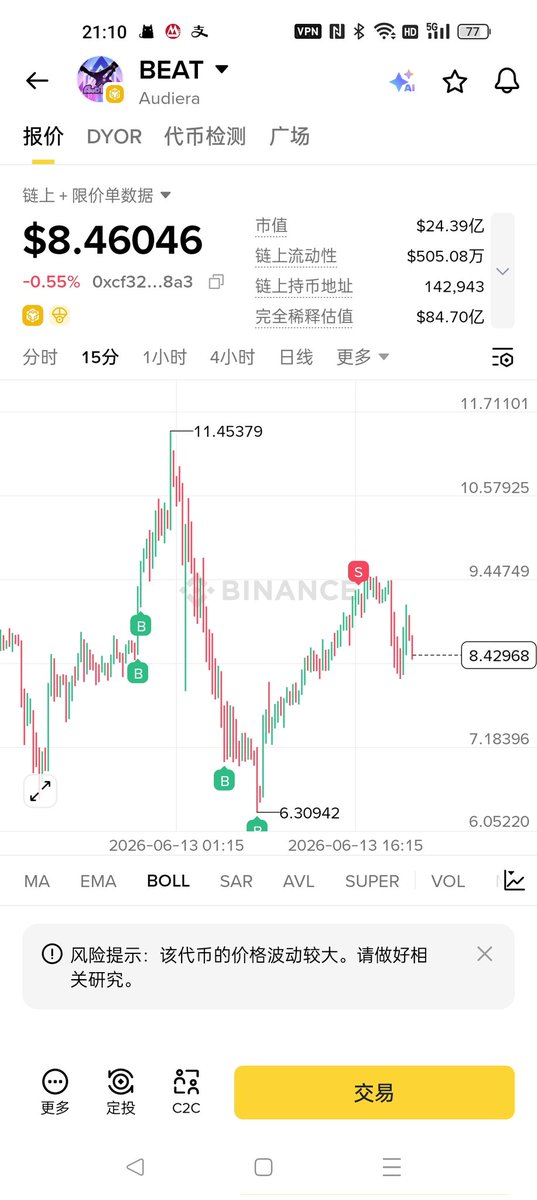 21:10 VPN HD 5G 77
BEAT
Audiera
AI
报价 DYOR 代币检测 广场
链上 + 限价单数据
$8.46046
-0.55% 0xcf32...8a3
市值 $24.39亿
链上流动性 $505.08万
链上持币地址 142,943
完全稀释估值 $84.70亿
分时 15分 1小时 4小时 日线 更多
11.71101
11.45379
10.57925
9.44749
S
BINANCE
B
8.42968
B
7.18396
B
6.30942
B
6.05220
2026-06-13 01:15 2026-06-13 16:15
MA EMA BOLL SAR AVL SUPER VOL
风险提示：该代币的价格波动较大。请做好相
关研究。
更多 定投 C2C 交易